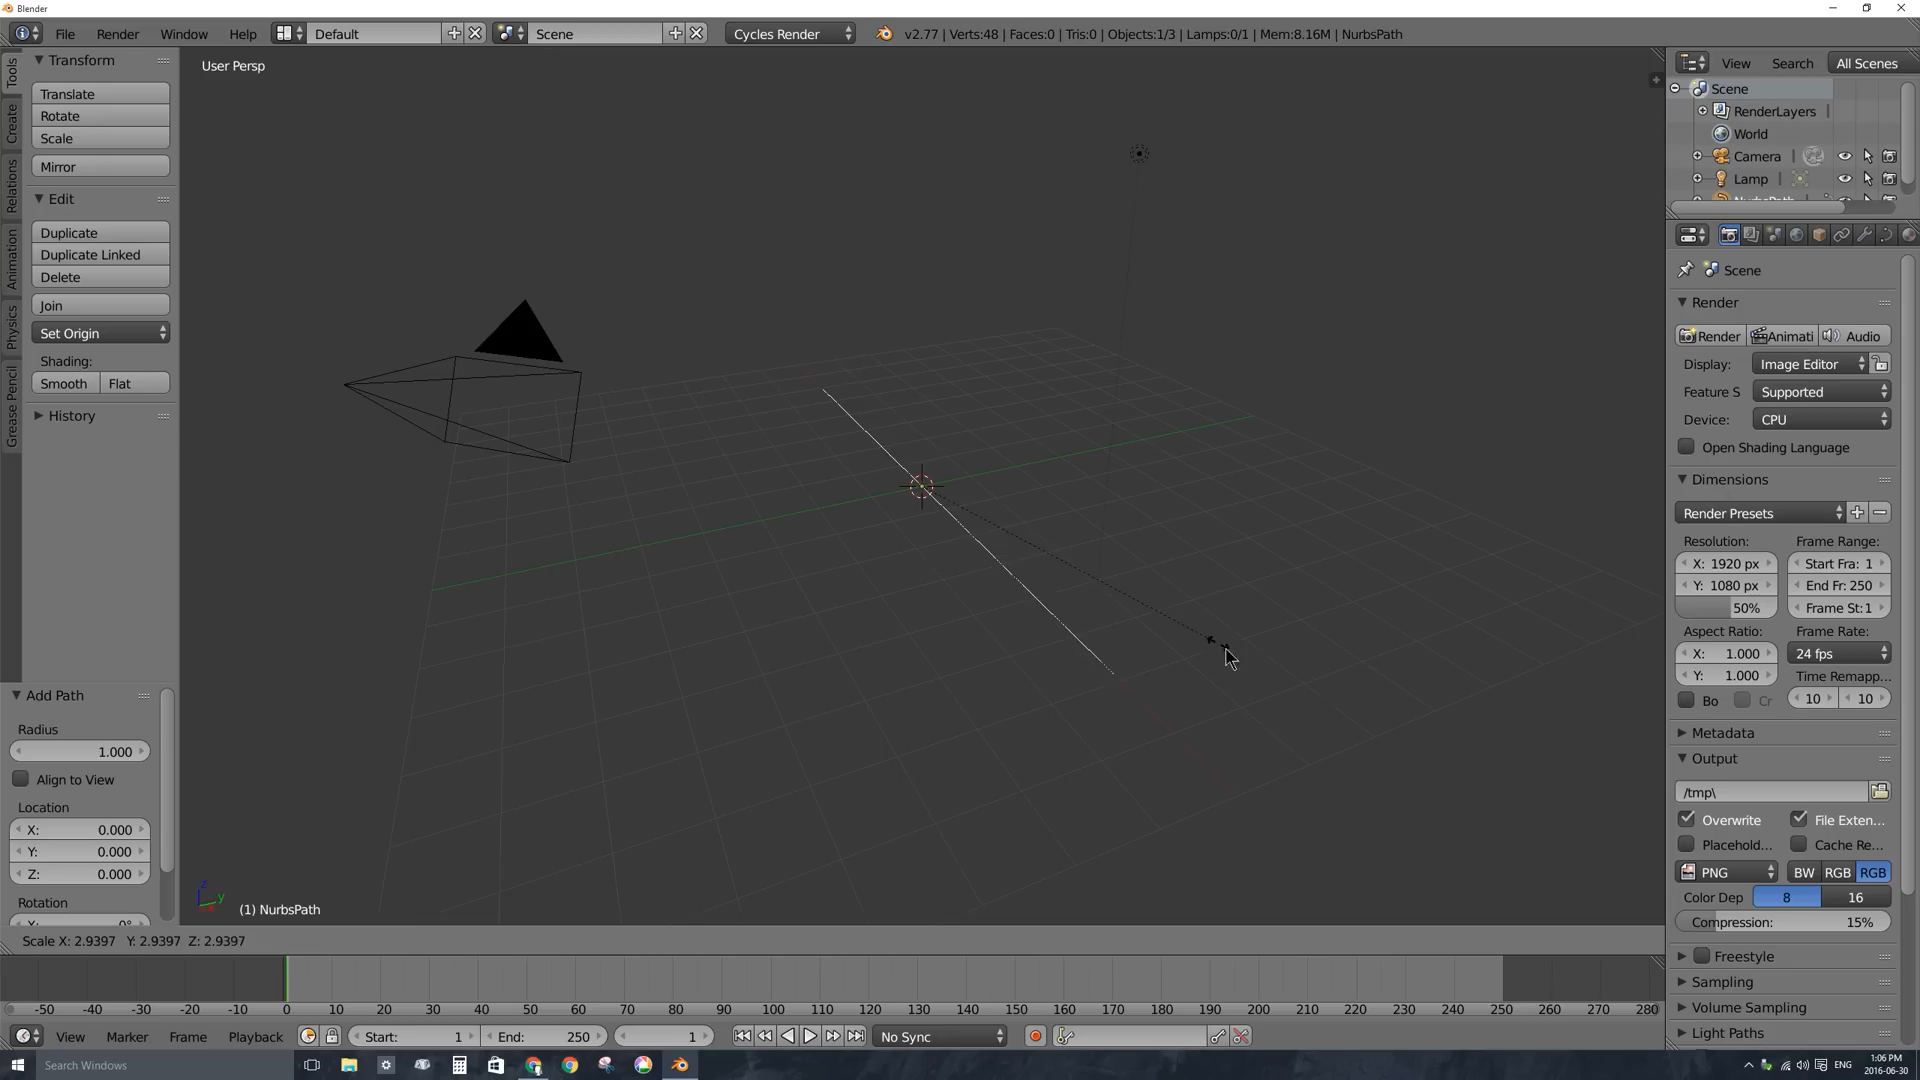 Blender
File Render Window Help Default Scene Cycles Render v2.77 | Verts:48 | Faces:0 | Tris:0 | Objects:1/3 | Lamps:0/1 | Mem:8.16M | NurbsPath
Tools
Create
Relations
Animation
Physics
Grease Pencil
Transform
Translate
Rotate
Scale
Mirror
Edit
Duplicate
Duplicate Linked
Delete
Join
Set Origin
Shading:
Smooth Flat
History
Add Path
Radius
1.000
Align to View
Location
X: 0.000
Y: 0.000
Z: 0.000
Rotation
User Persp
(1) NurbsPath
Scale X: 2.9397 Y: 2.9397 Z: 2.9397
View Search All Scenes
Scene
RenderLayers
World
Camera
Lamp
NurbsPath
Scene
Render
Render Animati Audio
Display: Image Editor
Feature S Supported
Device: CPU
Open Shading Language
Dimensions
Render Presets
Resolution: Frame Range:
X: 1920 px Start Fra: 1
Y: 1080 px End Fr: 250
50% Frame St:1
Aspect Ratio: Frame Rate:
X: 1.000 24 fps
Y: 1.000 Time Remapp...
Bo Cr 10 10
Metadata
Output
/tmp\
Overwrite File Exten...
Placehold... Cache Re...
PNG BW RGB RGB
Color Dep 8 16
Compression: 15%
Freestyle
Sampling
Volume Sampling
Light Paths
-50 -40 -30 -20 -10 0 10 20 30 40 50 60 70 80 90 100 110 120 130 140 150 160 170 180 190 200 210 220 230 240 250 260 270 280
View Marker Frame Playback Start: 1 End: 250 1 No Sync
Search Windows
ENG
1:06 PM
2016-06-30